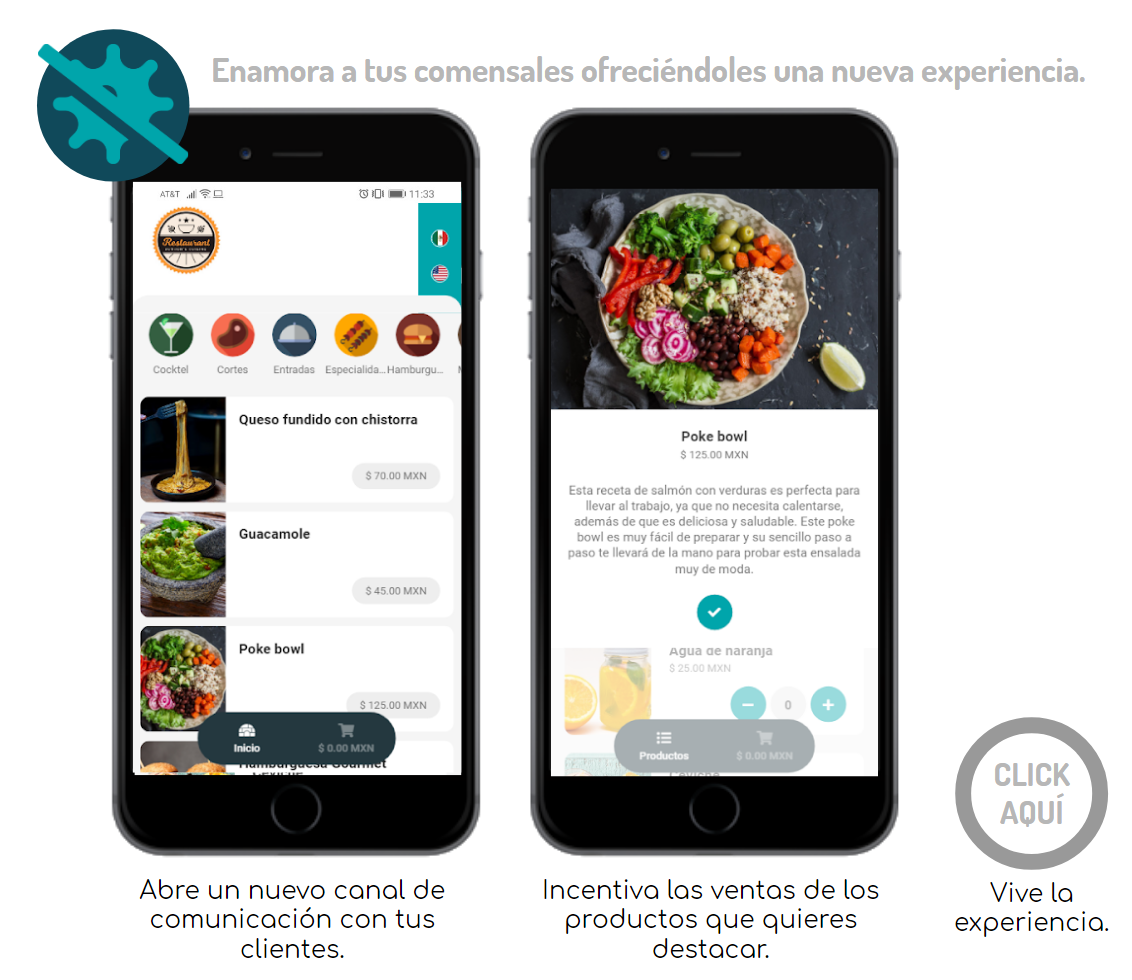 Enamora a tus comensales ofreciéndoles una nueva experiencia.
AT&T
11:33
Restaurant
Cocktel
Cortes
Entradas
Especialida...
Hamburgu...
Queso fundido con chistorra
$ 70.00 MXN
Guacamole
$ 45.00 MXN
Poke bowl
$ 125.00 MXN
Hamburguesa Gourmet
Inicio
$ 0.00 MXN
Poke bowl
$ 125.00 MXN
Esta receta de salmón con verduras es perfecta para
llevar al trabajo, ya que no necesita calentarse,
además de que es deliciosa y saludable. Este poke
bowl es muy fácil de preparar y su sencillo paso a
paso te llevará de la mano para probar esta ensalada
muy de moda.
Agua de naranja
$ 25.00 MXN
0
Productos
$ 0.00 MXN
Ceviche
CLICK
AQUÍ
Abre un nuevo canal de
comunicación con tus
clientes.
Incentiva las ventas de los
productos que quieres
destacar.
Vive la
experiencia.